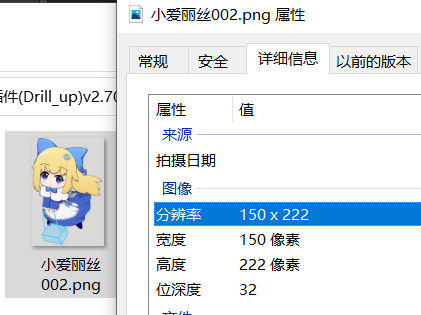 小爱丽丝002.png 属性
常规
安全
详细信息
以前的版本
件(Drill_up)v2.70
属性
值
来源
拍摄日期
图像
分辨率
150 x 222
宽度
150 像素
高度
222 像素
位深度
32
小爱丽丝
002.png